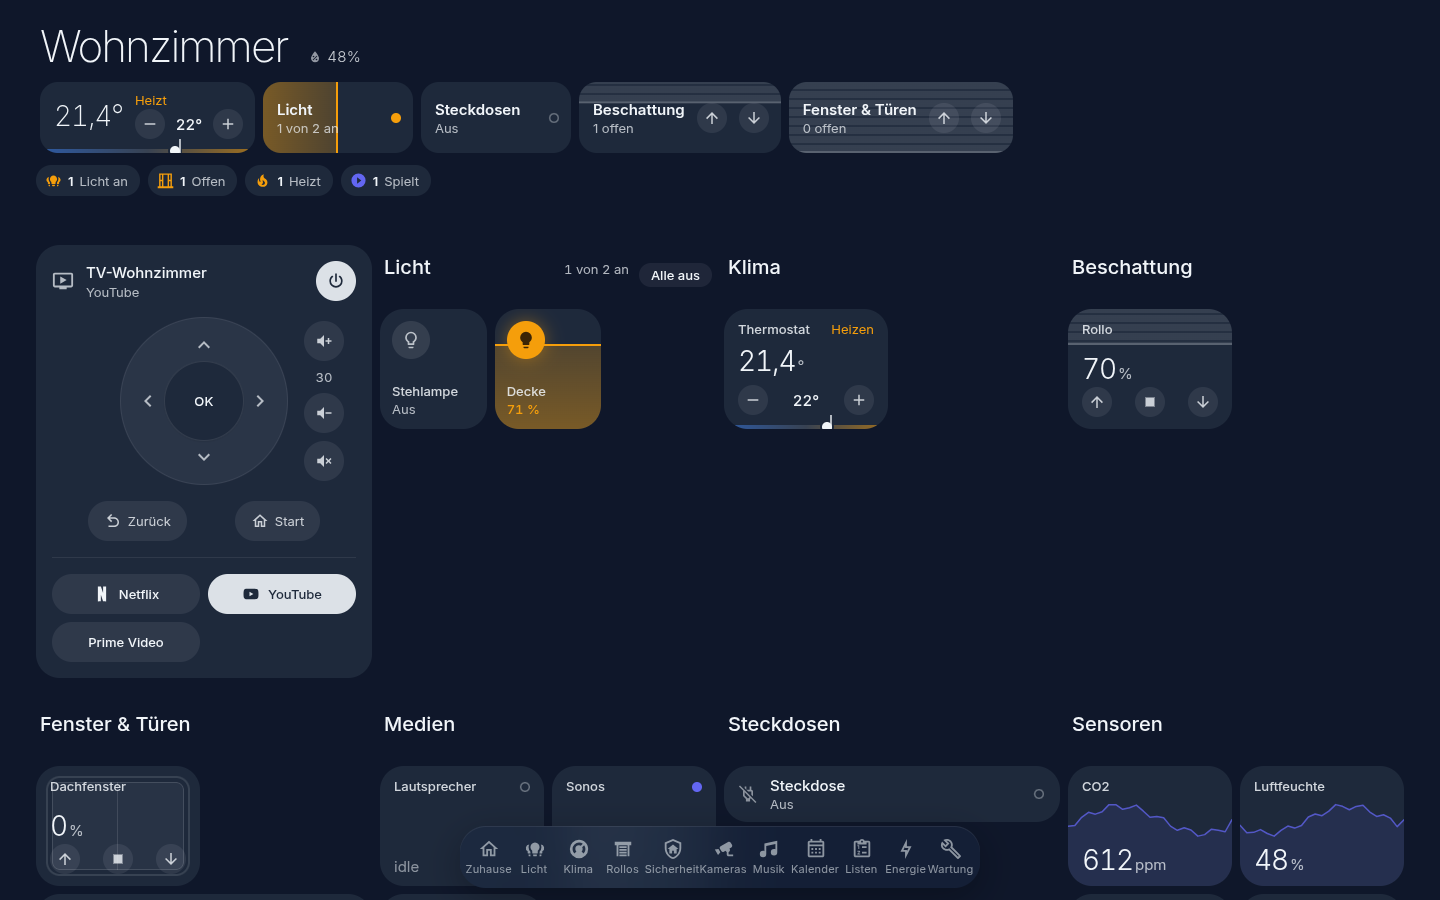 Wohnzimmer 48%
21,4° Heizt 22°
Licht
1 von 2 an
Steckdosen
Aus
Beschattung
1 offen
Fenster & Türen
0 offen
1 Licht an
1 Offen
1 Heizt
1 Spielt
TV-Wohnzimmer
YouTube
30
OK
Zurück
Start
Netflix
YouTube
Prime Video
Licht
1 von 2 an
Alle aus
Stehlampe
Aus
Decke
71 %
Klima
Thermostat Heizen
21,4°
22°
Beschattung
Rollo
70%
Fenster & Türen
Dachfenster
0%
Medien
Lautsprecher
idle
Sonos
Steckdosen
Steckdose
Aus
Sensoren
CO2
612 ppm
Luftfeuchte
48%
Zuhause
Licht
Klima
Rollos
Sicherheit
Kameras
Musik
Kalender
Listen
Energie
Wartung